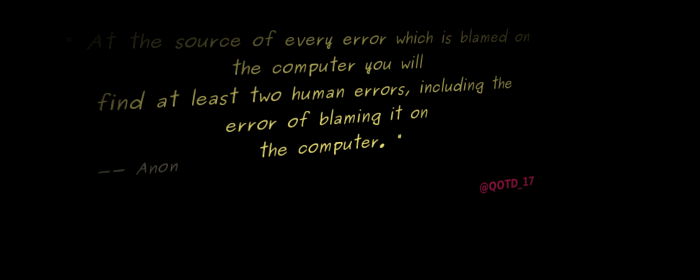 " At the source of every error which is blamed on
the computer you will
find at least two human errors, including the
error of blaming it on
the computer. "
-- Anon
@QOTD_17